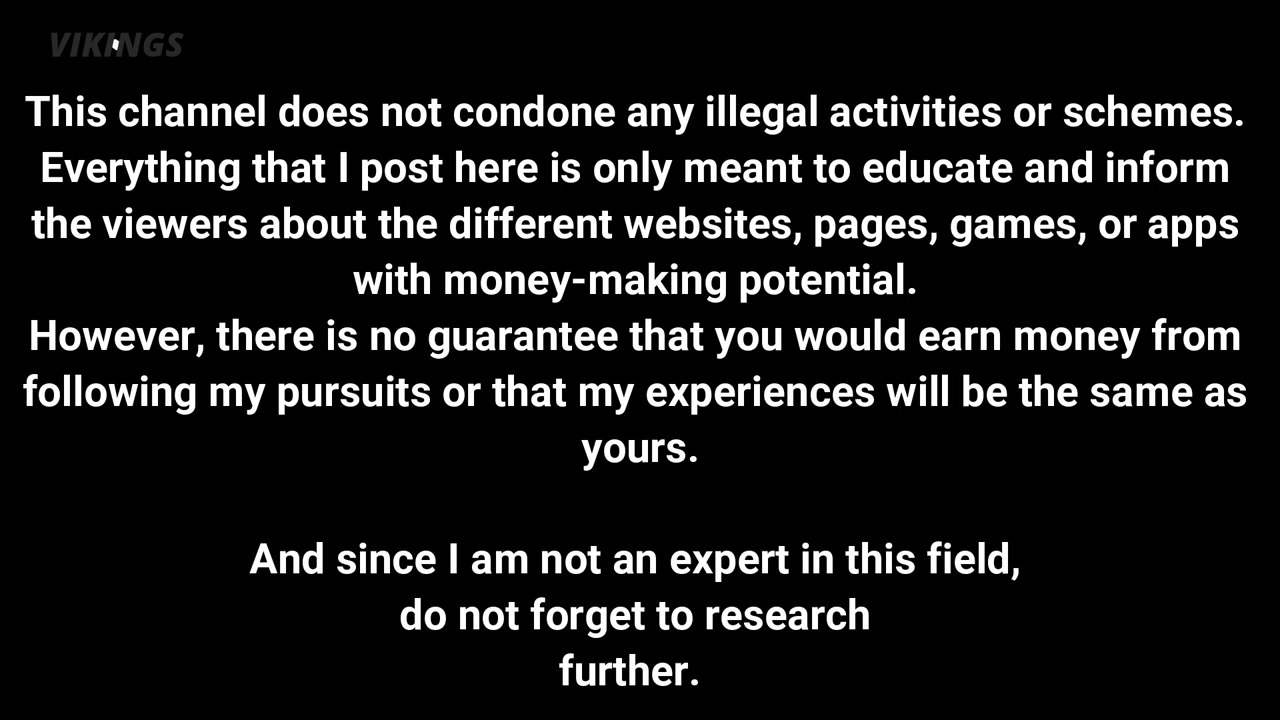 VIKINGS
This channel does not condone any illegal activities or schemes.
Everything that I post here is only meant to educate and inform
the viewers about the different websites, pages, games, or apps
with money-making potential.
However, there is no guarantee that you would earn money from
following my pursuits or that my experiences will be the same as
yours.
And since I am not an expert in this field,
do not forget to research
further.